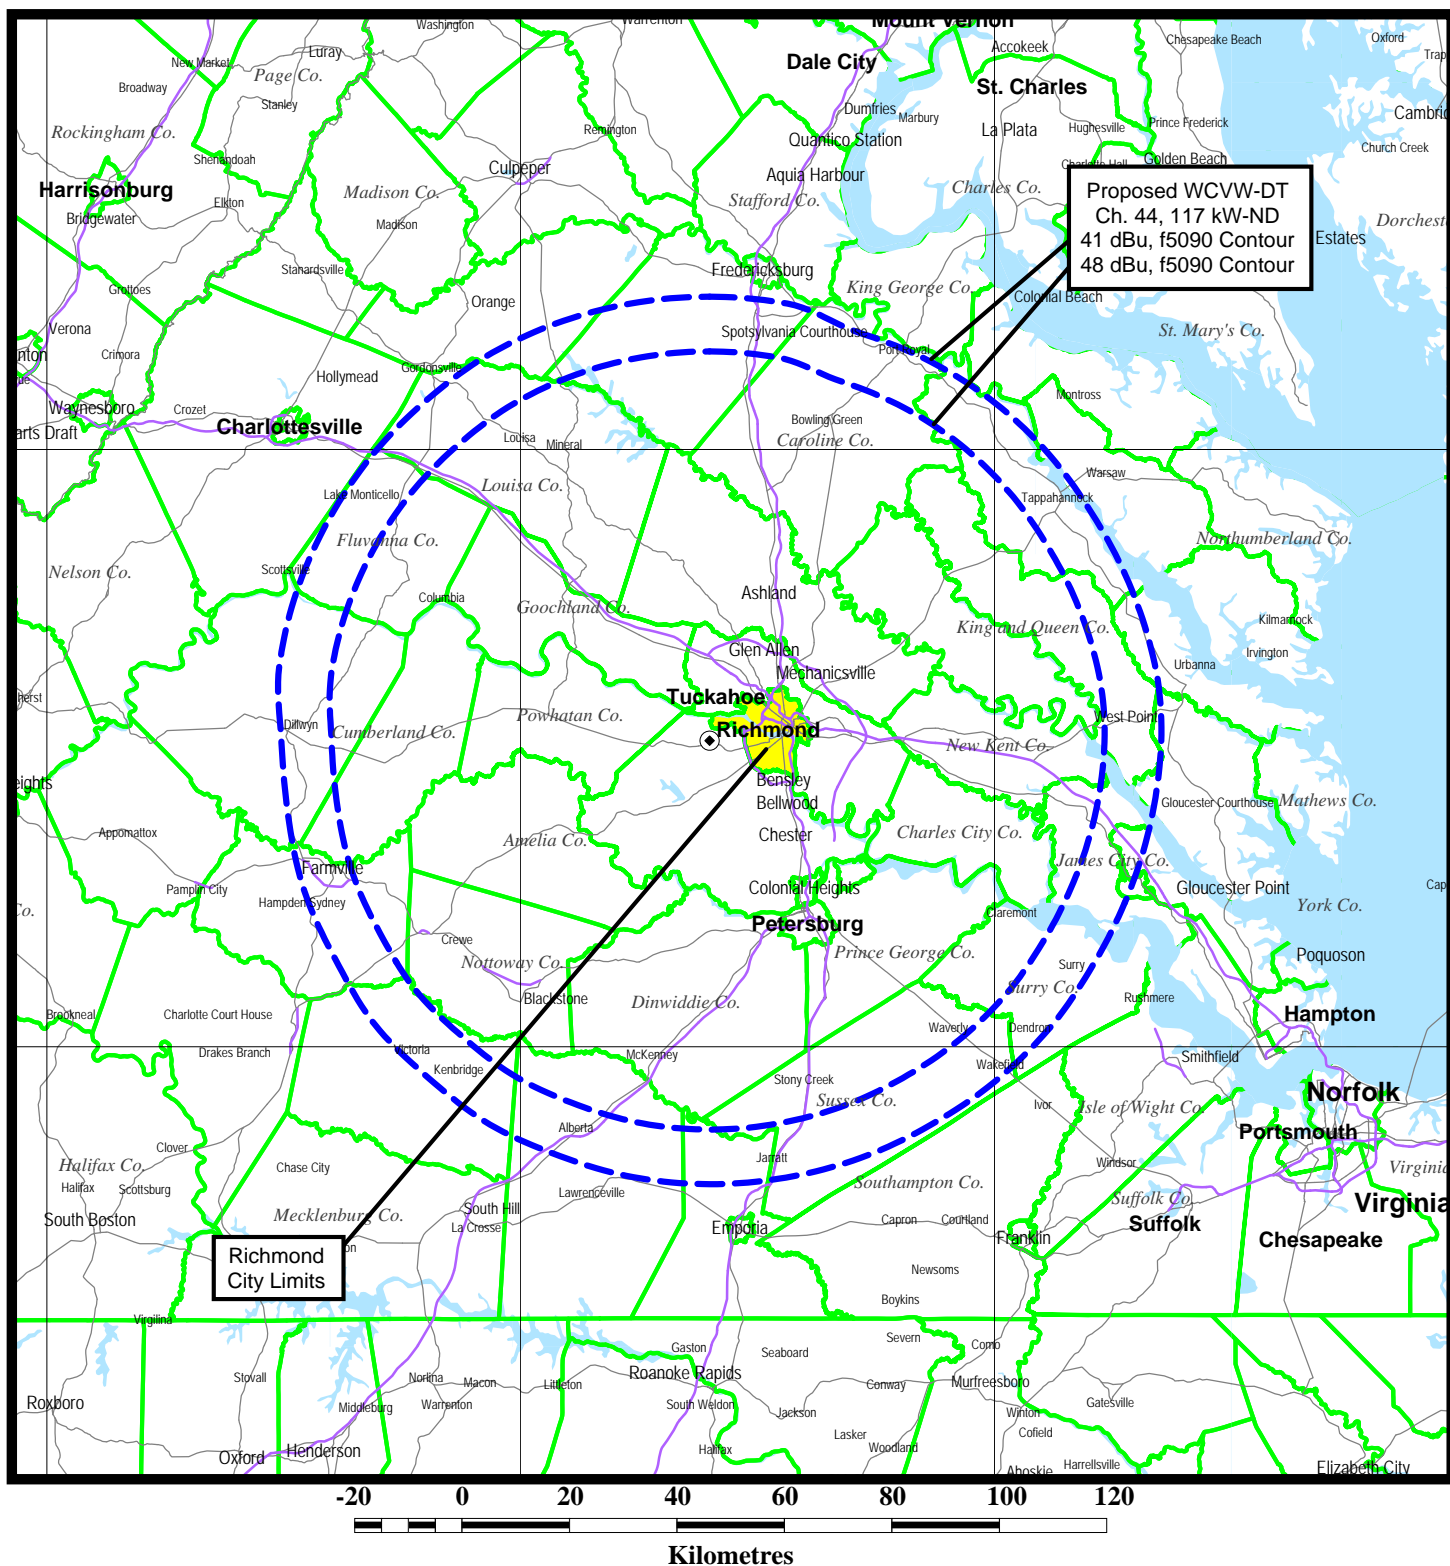 Washington
Warrenton
Mount Vernon
Chesapeake Beach
Oxford
Accokeek
Luray
New Market
Page Co.
Dale City
Broadway
St. Charles
Stanley
Dumfries
Marbury
Rockingham Co.
Remington
Quantico Station
La Plata
Hughesville
Prince Frederick
Church Creek
Shenandoah
Culpeper
Charlotte Hall
Golden Beach
Aquia Harbour
Harrisonburg
Madison Co.
Stafford Co.
Charles Co.
Elkton
Bridgewater
Madison
Proposed WCVW-DT
Ch. 44, 117 kW-ND
41 dBu, f5090 Contour
48 dBu, f5090 Contour
Estates
Stanardsville
Fredericksburg
King George Co.
Grottoes
Orange
Colonial Beach
Verona
Spotsylvania Courthouse
St. Mary's Co.
Crimora
Port Royal
Gordonsville
Hollymead
Montross
Waynesboro
Crozet
Charlottesville
Bowling Green
arts Draft
Louisa
Mineral
Caroline Co.
Warsaw
Lake Monticello
Louisa Co.
Tappahannock
Fluvanna Co.
Northumberland Co.
Nelson Co.
Scottsville
Columbia
Goochland Co.
Ashland
King and Queen Co.
Kilmarnock
Glen Allen
Irvington
Mechanicsville
Urbanna
Tuckahoe
Dillwyn
Cumberland Co.
Powhatan Co.
Richmond
West Point
New Kent Co.
Bensley
Bellwood
Gloucester Courthouse
Mathews Co.
Appomattox
Amelia Co.
Chester
Charles City Co.
Farmville
James City Co.
Pamplin City
Colonial Heights
Gloucester Point
Hampden Sydney
Claremont
York Co.
Petersburg
Crewe
Nottoway Co.
Prince George Co.
Poquoson
Surry
Blackstone
Dinwiddie Co.
Surry Co.
Rushmere
Brookneal
Charlotte Court House
Hampton
Waverly
Dendron
Drakes Branch
Victoria
McKenney
Smithfield
Kenbridge
Wakefield
Stony Creek
Norfolk
Sussex Co.
Ivor
Isle of Wight Co.
Alberta
Portsmouth
Clover
Jarratt
Halifax Co.
Chase City
Windsor
Halifax
Scottsburg
Southampton Co.
Lawrenceville
Suffolk Co.
Virginia
South Boston
Mecklenburg Co.
South Hill
La Crosse
Emporia
Capron
Courtland
Suffolk
Franklin
Chesapeake
Richmond
City Limits
Newsoms
Boykins
Virgilina
Severn
Como
Gaston
Seaboard
Roanoke Rapids
Stovall
Norlina
Macon
Littleton
Conway
Murfreesboro
Roxboro
Middleburg
Warrenton
South Weldon
Jackson
Winton
Gatesville
Cofield
Lasker
Oxford
Henderson
Halifax
Woodland
Ahoskie
Harrellsville
Elizabeth City
-20 0 20 40 60 80 100 120
Kilometres